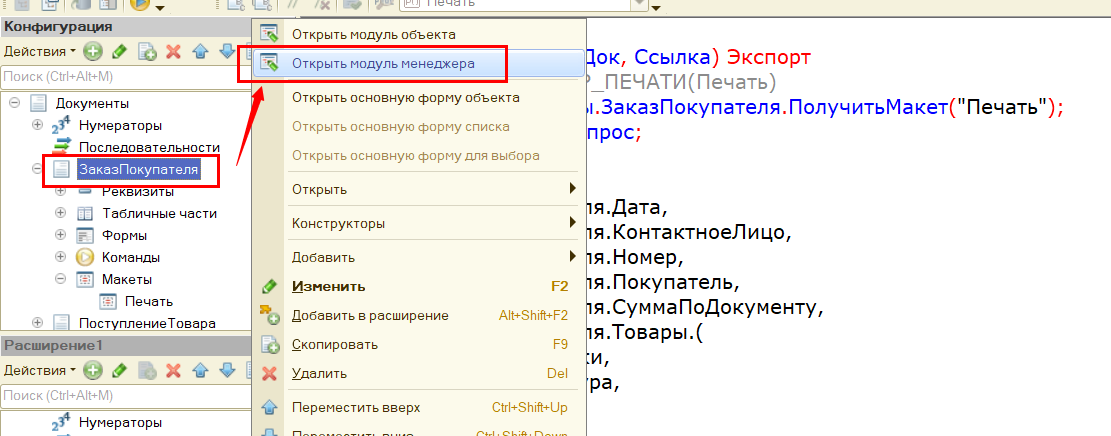 Печать
Конфигурация
Действия
Поиск (Ctrl+Alt+M)
Документы
Нумераторы
Последовательности
ЗаказПокупателя
Реквизиты
Табличные части
Формы
Команды
Макеты
Печать
ПоступлениеТовара
Расширение1
Действия
Поиск (Ctrl+Alt+M)
Нумераторы
Открыть модуль объекта
Открыть модуль менеджера
Открыть основную форму объекта
Открыть основную форму списка
Открыть основную форму для выбора
Открыть
Конструкторы
Добавить
Изменить F2
Добавить в расширение Alt+Shift+F2
Скопировать F9
Удалить Del
Переместить вверх Ctrl+Shift+Up
Переместить вниз Ctrl+Shift+Down
Док, Ссылка) Экспорт
_ПЕЧАТИ(Печать)
ы.ЗаказПокупателя.ПолучитьМакет("Печать");
прос;
ля.Дата,
ля.КонтактноеЛицо,
ля.Номер,
ля.Покупатель,
ля.СуммаПоДокументу,
ля.Товары.(
ки,
ура,